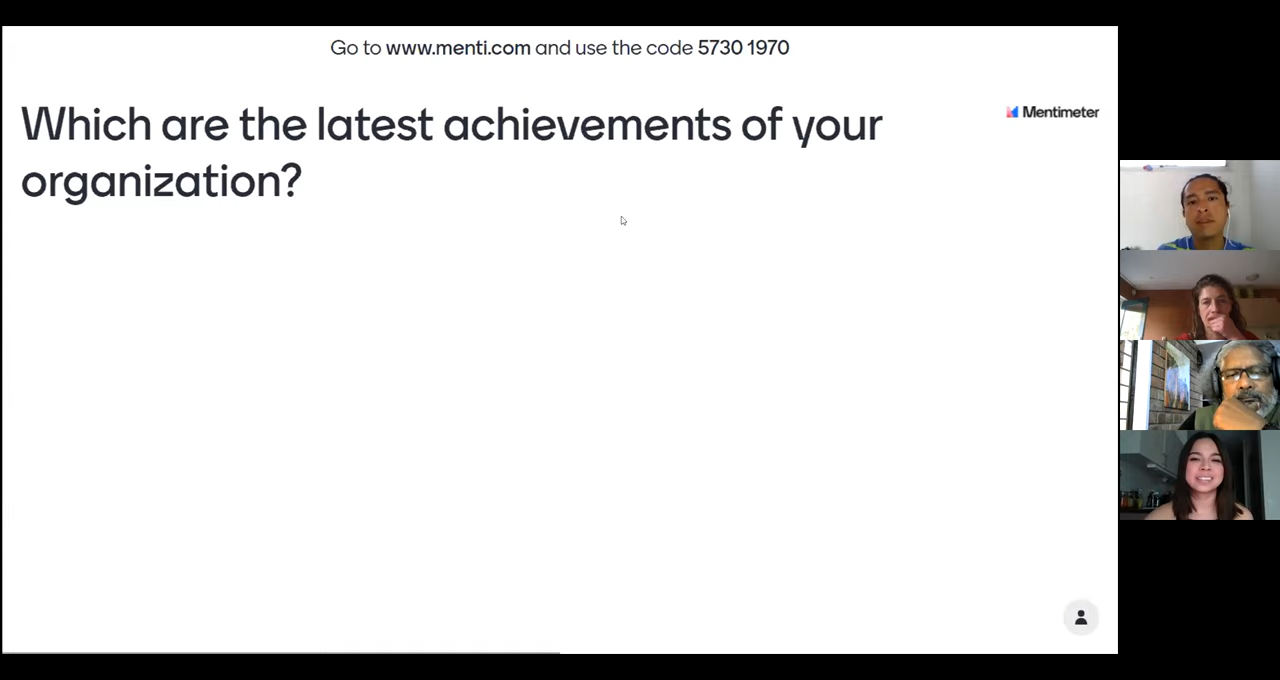 Go to www.menti.com and use the code 5730 1970
Which are the latest achievements of your
organization?
Mentimeter